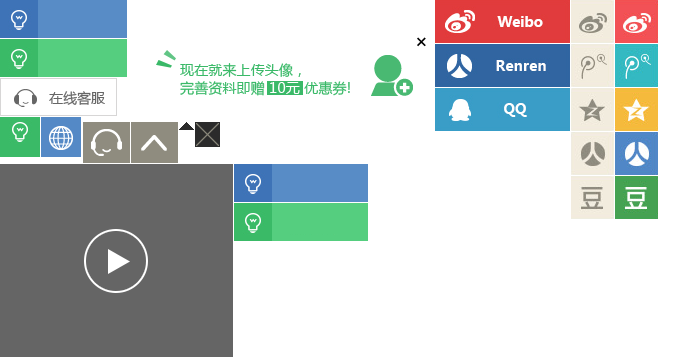 Weibo
现在就来上传头像，
完善资料即赠 10元 优惠券!
Renren
在线客服
QQ
豆 豆